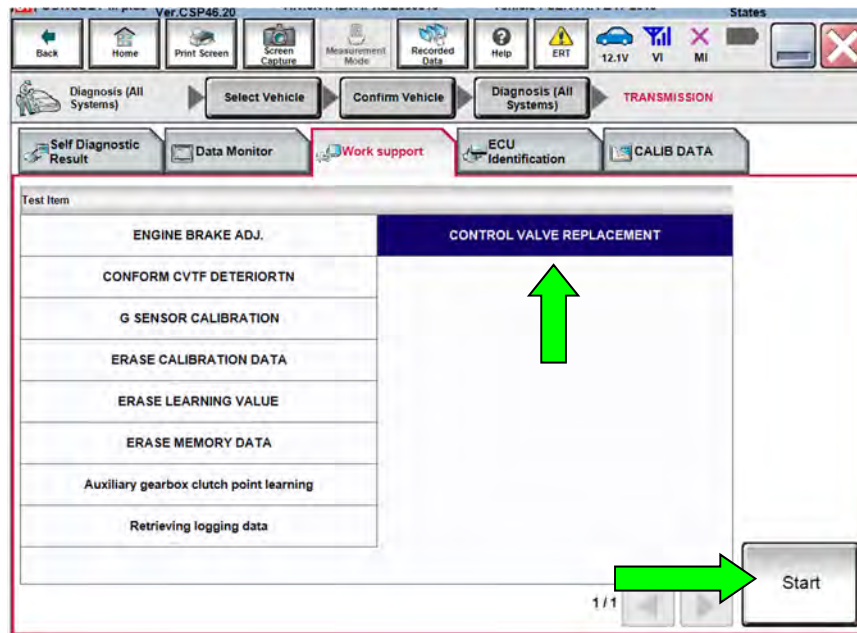 Ver.CSP46.20
States
Back
Home
Print Screen
Screen
Capture
Measurement
Mode
Recorded
Data
Help
ERT
12.1V
VI
MI
Diagnosis (All
Systems)
Select Vehicle
Confirm Vehicle
Diagnosis (All
Systems)
TRANSMISSION
Self Diagnostic
Result
Data Monitor
Work support
ECU
Identification
CALIB DATA
Test Item
ENGINE BRAKE ADJ.
CONTROL VALVE REPLACEMENT
CONFORM CVTF DETERIORTN
G SENSOR CALIBRATION
ERASE CALIBRATION DATA
ERASE LEARNING VALUE
ERASE MEMORY DATA
Auxiliary gearbox clutch point learning
Retrieving logging data
Start
1/1